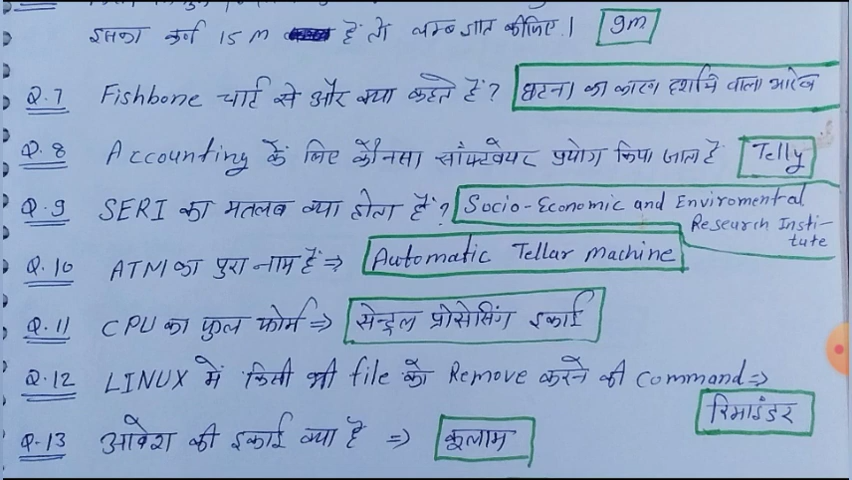 इसका कर्ण 15 m है तो लम्ब ज्ञात कीजिए। 9m
Q.7 Fishbone चार्ट से और क्या कहते हैं? घटना का कारण दर्शाने वाला आरेख
Q.8 Accounting के लिए कौनसा सॉफ्टवेयर प्रयोग किया जाता है Telly
Q.9 SERI का मतलब क्या होता है? Socio-Economic and Enviromental
Research Insti-
tute
Q.10 ATM का पुरा नाम है ⇒ Automatic Tellar Machine
Q.11 CPU का फुल फोर्म ⇒ सेन्ट्रल प्रोसेसिंग इकाई
Q.12 LINUX में किसी भी file को Remove करने की Command ⇒
रिमाइंडर
Q.13 आवेश की इकाई क्या है ⇒ कूलाम